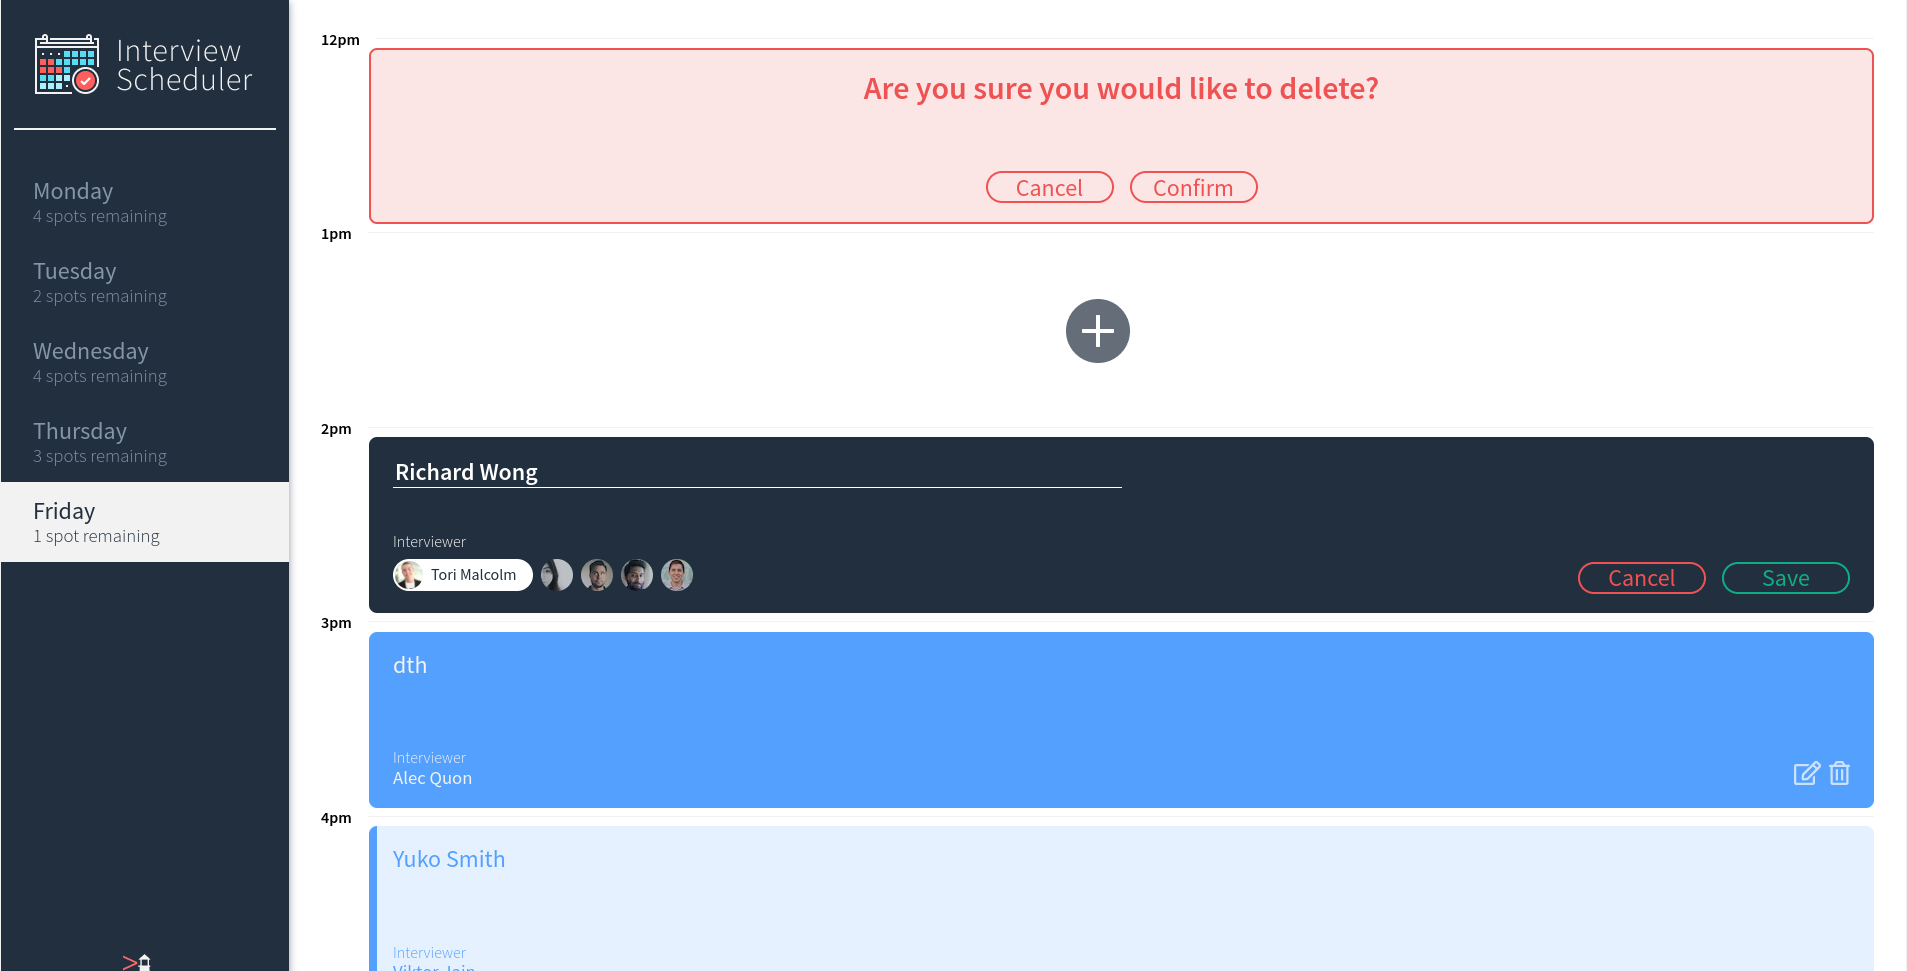 Interview
Scheduler
Monday
4 spots remaining
Tuesday
2 spots remaining
Wednesday
4 spots remaining
Thursday
3 spots remaining
Friday
1 spot remaining
12pm
Are you sure you would like to delete?
Cancel Confirm
1pm
2pm
Richard Wong
Interviewer
Tori Malcolm
Cancel Save
3pm
dth
Interviewer
Alec Quon
4pm
Yuko Smith
Interviewer
Viktor Jain